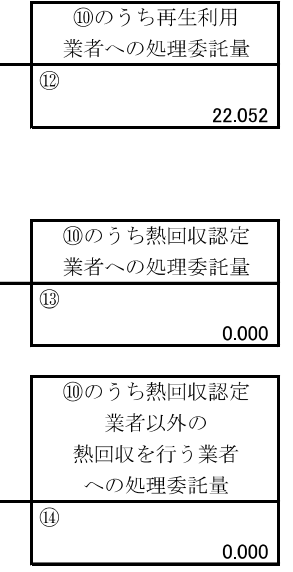 ⑩のうち再生利用
業者への処理委託量
⑫
22.052
⑩のうち熱回収認定
業者への処理委託量
⑬
0.000
⑩のうち熱回収認定
業者以外の
熱回収を行う業者
への処理委託量
⑭
0.000